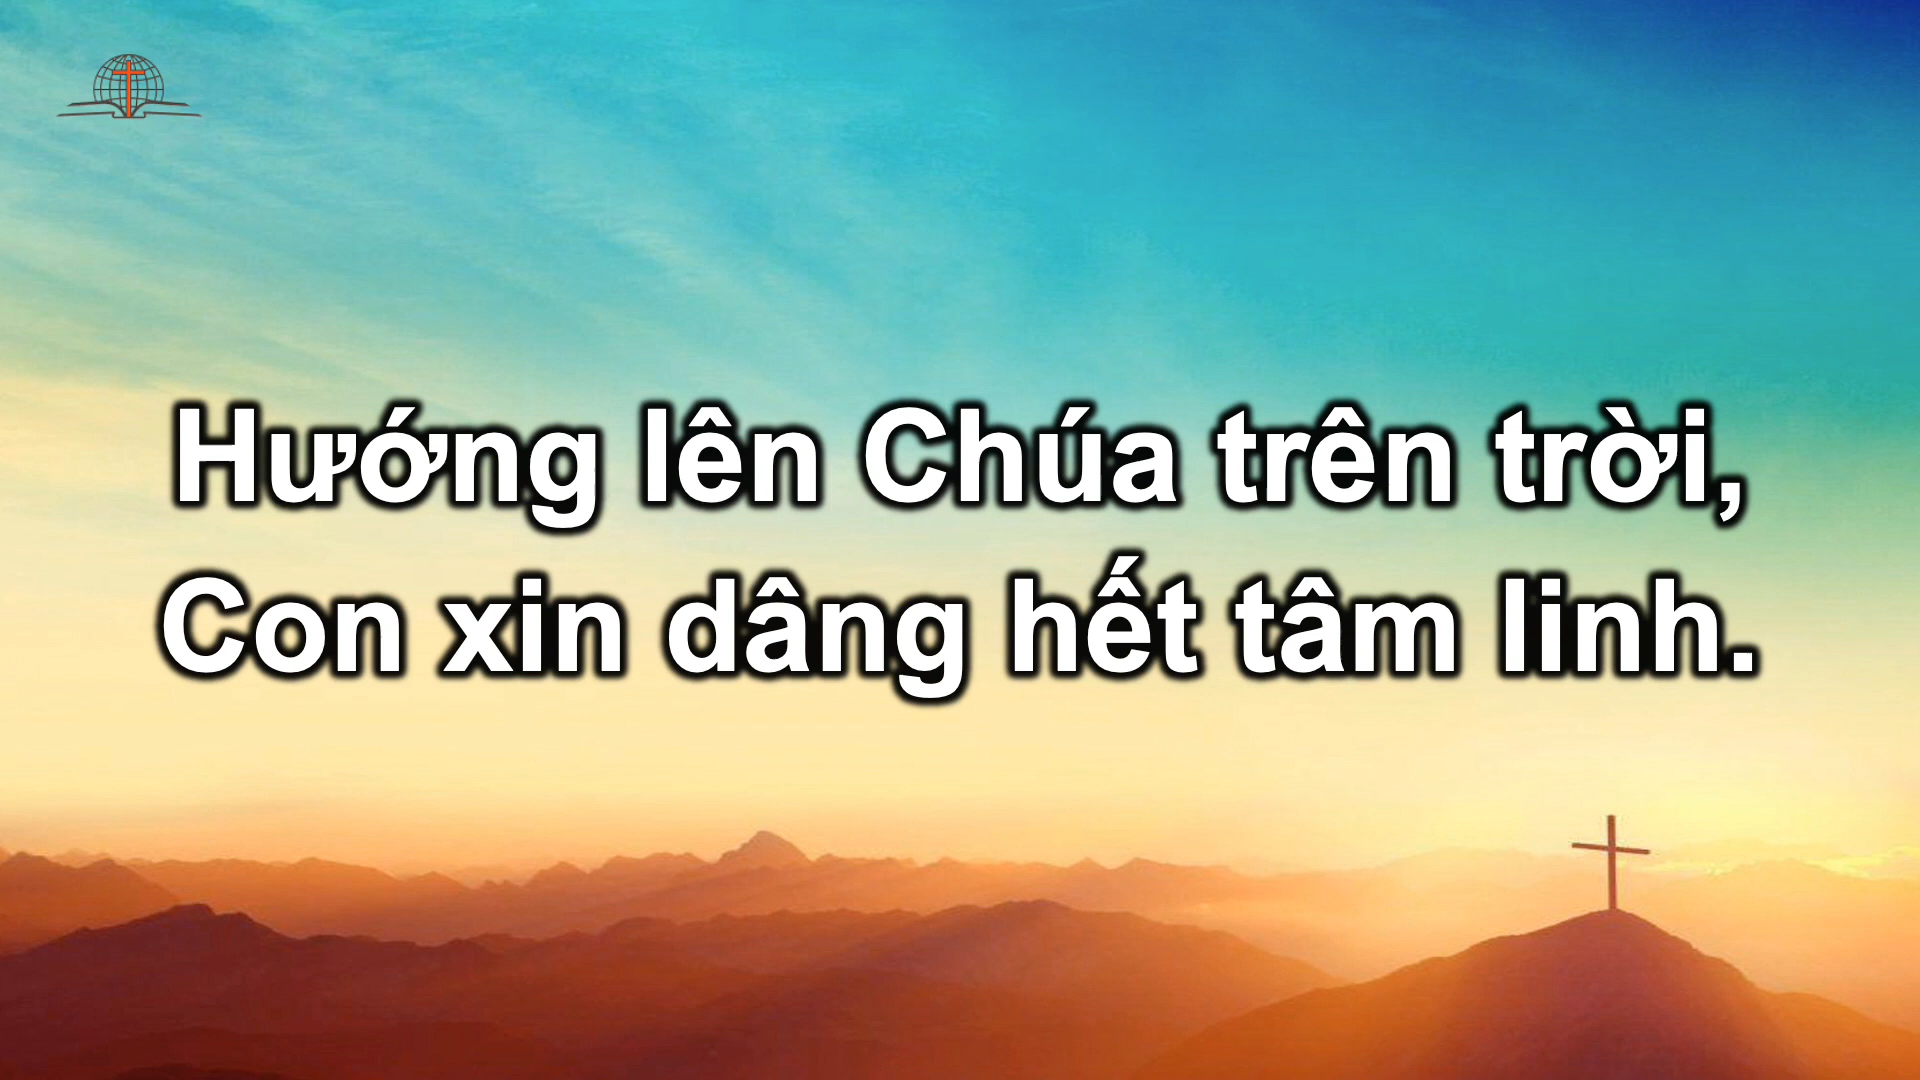 Hướng lên Chúa trên trời,
Con xin dâng hết tâm linh.